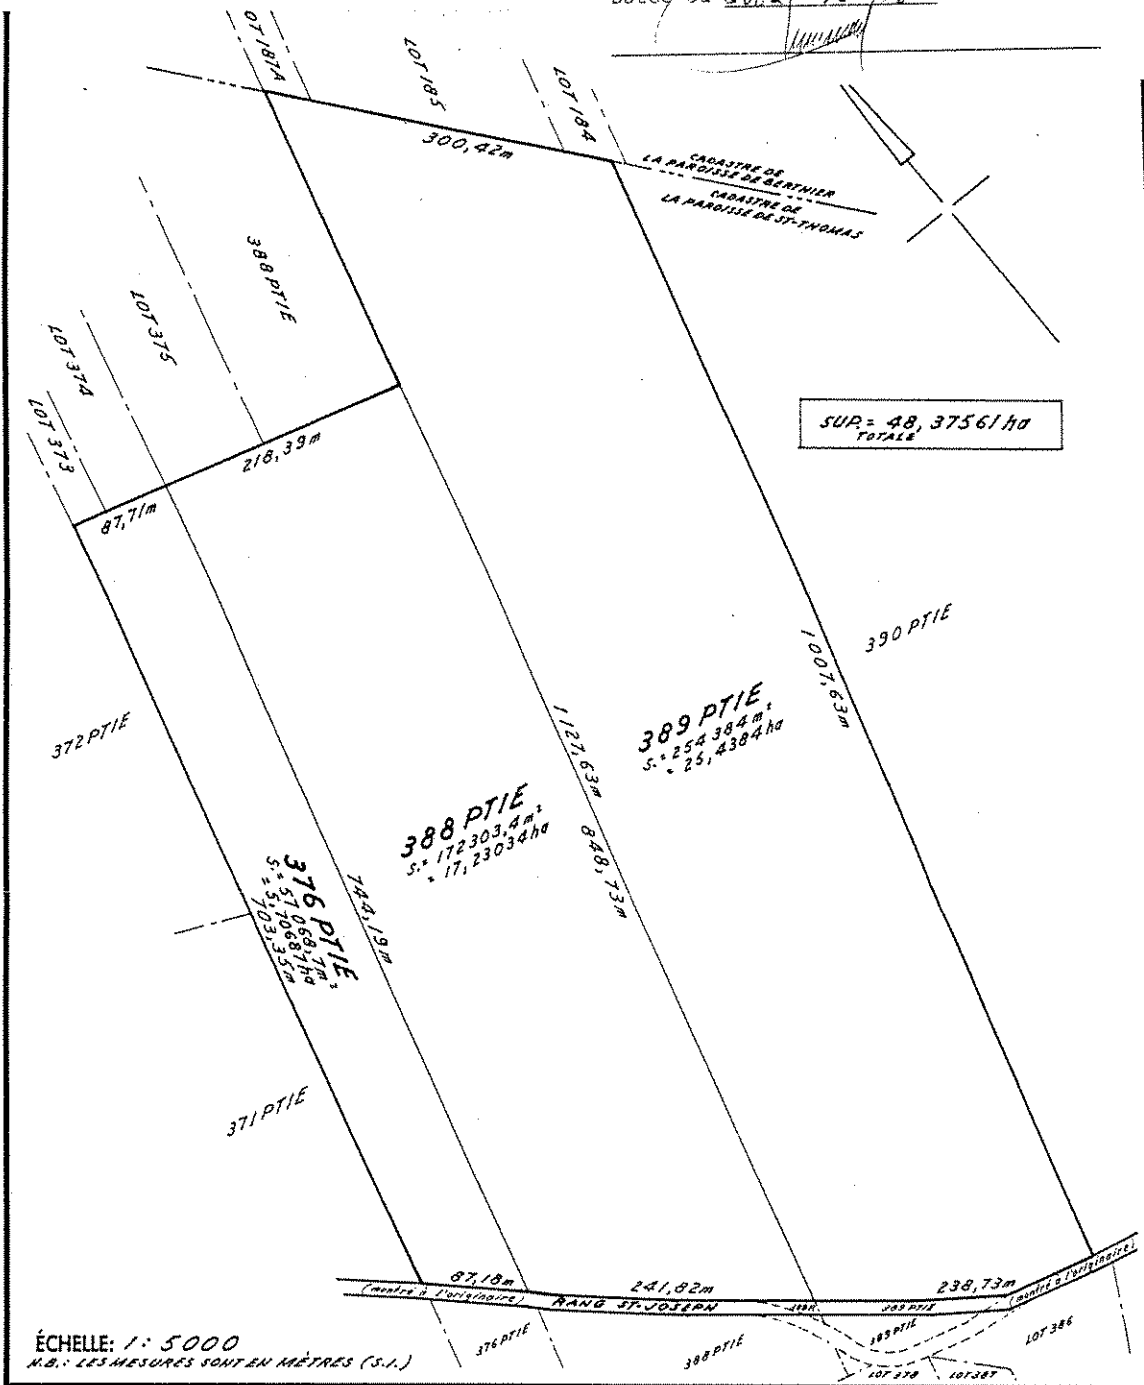 LOT 185
LOT 184
300,42m
CADASTRE DE
LA PAROISSE DE BERTHIER
CADASTRE DE
LA PAROISSE DE ST-THOMAS
388 PTIE
LOT 375
LOT 374
LOT 373
218,39m
87,71m
SUP.= 48,37561 ha
TOTALE
390 PTIE
1007,63m
389 PTIE
S.= 254 384 m²
= 25,4384 ha
372 PTIE
1127,63m
388 PTIE
S.= 172 303,4 m²
= 17,23034 ha
848,73m
744,19m
376 PTIE
S.= 57 068,7 m²
= 5,70687 ha
703,35m
371 PTIE
87,18m
241,82m
238,73m
(montré à l'originaire)
RANG ST-JOSEPH
389 PTIE
(montré à l'originaire)
376 PTIE
388 PTIE
389 PTIE
LOT 386
LOT 378
LOT 387
ÉCHELLE: 1: 5000
N.B.: LES MESURES SONT EN MÈTRES (S.I.)